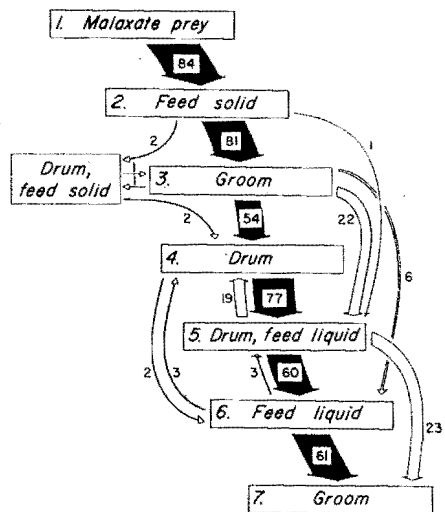 1. Malaxate prey
84
2. Feed solid
2
81
1
Drum,
feed solid
3. Groom
2
54
22
6
4. Drum
19
77
5. Drum, feed liquid
2
3
3
60
6. Feed liquid
23
61
7. Groom